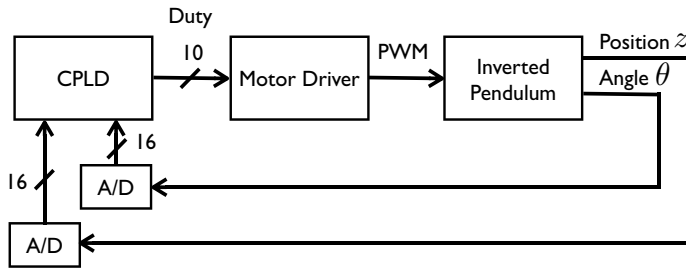 Duty
10
CPLD
Motor Driver
PWM
Inverted
Pendulum
Position z
Angle θ
16
16
A/D
A/D